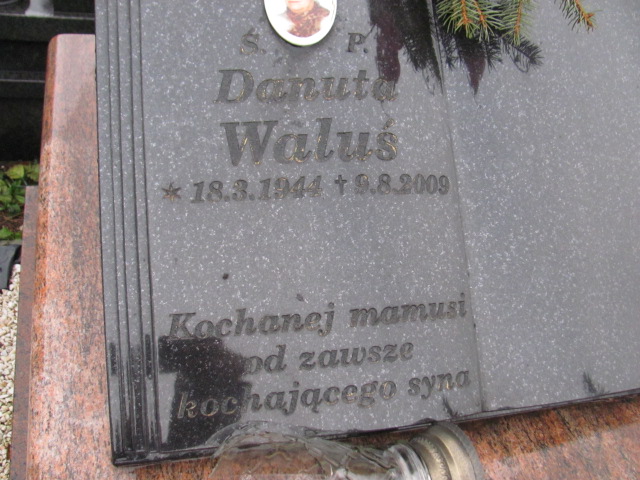 Ś. P.
Danuta
Waluś
* 18.3.1944 † 9.8.2009
Kochanej mamusi
od zawsze
kochającego syna